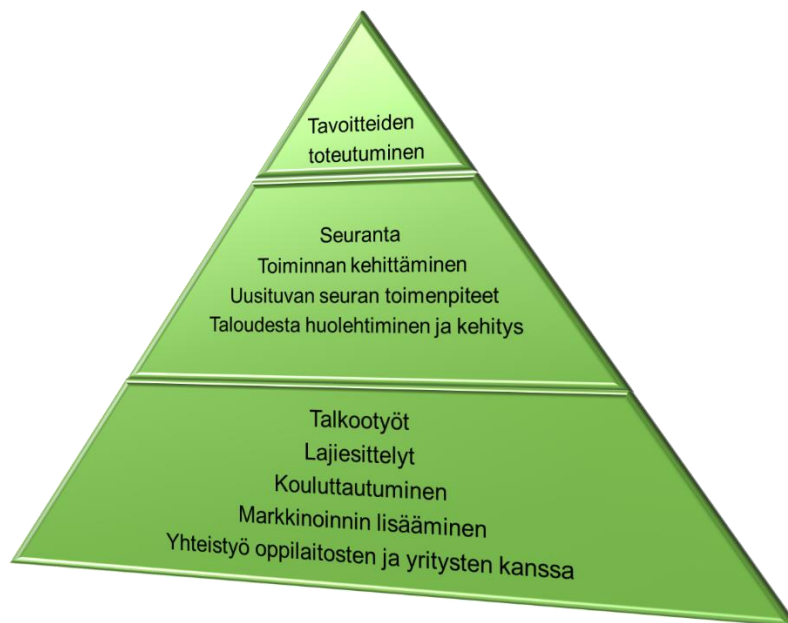 Tavoitteiden
toteutuminen
Seuranta
Toiminnan kehittäminen
Uusituvan seuran toimenpiteet
Taloudesta huolehtiminen ja kehitys
Talkootyöt
Lajiesittelyt
Kouluttautuminen
Markkinoinnin lisääminen
Yhteistyö oppilaitosten ja yritysten kanssa